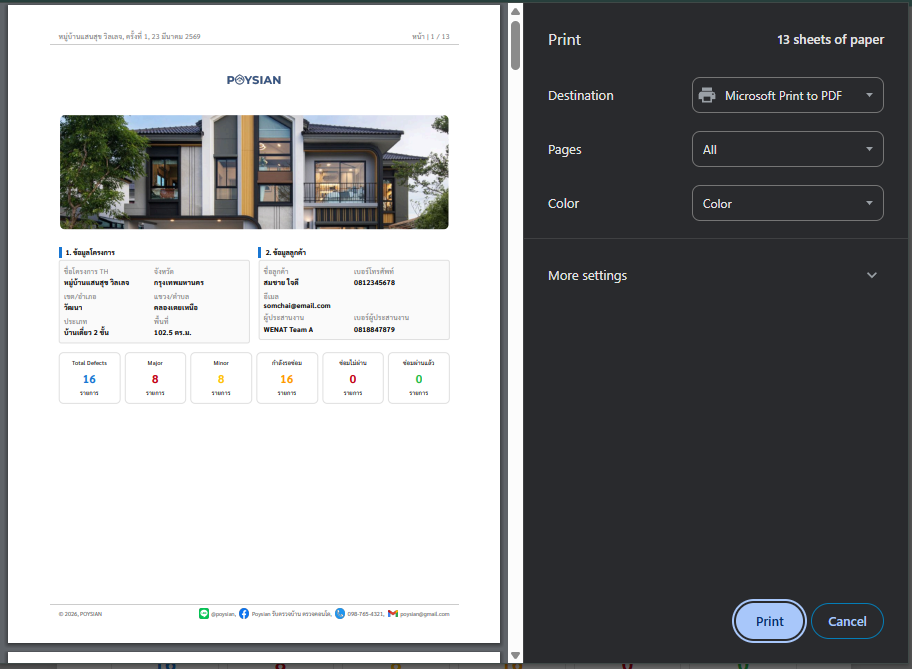 หมู่บ้านแสนสุข วิลเลจ, ครั้งที่ 1, 23 มีนาคม 2569
หน้า | 1 / 13
POYSIAN
1. ข้อมูลโครงการ
2. ข้อมูลลูกค้า
ชื่อโครงการ TH
จังหวัด
หมู่บ้านแสนสุข วิลเลจ
กรุงเทพมหานคร
เขต/อำเภอ
แขวง/ตำบล
วัฒนา
คลองเตยเหนือ
ประเภท
พื้นที่
บ้านเดี่ยว 2 ชั้น
102.5 ตร.ม.
ชื่อลูกค้า
เบอร์โทรศัพท์
สมชาย ใจดี
0812345678
อีเมล
somchai@email.com
ผู้ประสานงาน
เบอร์ผู้ประสานงาน
WENAT Team A
0818847879
Total Defects
16
รายการ
Major
8
รายการ
Minor
8
รายการ
กำลังรอซ่อม
16
รายการ
ซ่อมไม่ผ่าน
0
รายการ
ซ่อมผ่านแล้ว
0
รายการ
© 2026, POYSIAN
@poysian, Poysian รับตรวจบ้าน ตรวจคอนโด, 098-765-4321, poysian@gmail.com
Print
13 sheets of paper
Destination
Microsoft Print to PDF
Pages
All
Color
Color
More settings
Print
Cancel